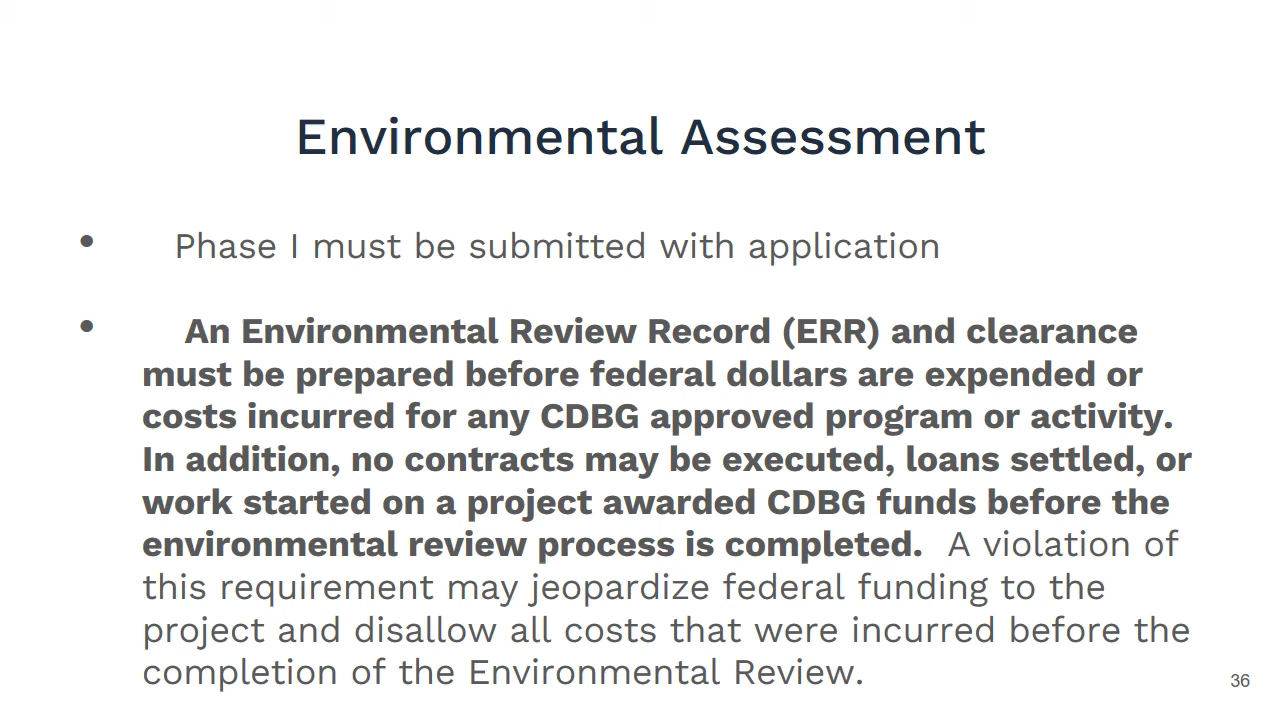 Environmental Assessment
• Phase I must be submitted with application
• An Environmental Review Record (ERR) and clearance
must be prepared before federal dollars are expended or
costs incurred for any CDBG approved program or activity.
In addition, no contracts may be executed, loans settled, or
work started on a project awarded CDBG funds before the
environmental review process is completed. A violation of
this requirement may jeopardize federal funding to the
project and disallow all costs that were incurred before the
completion of the Environmental Review.
36